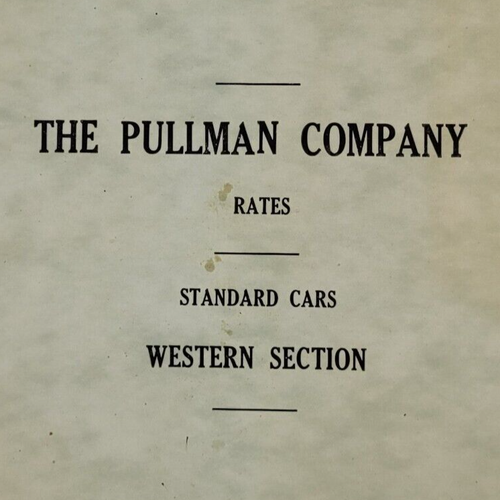 THE PULLMAN COMPANY
RATES
STANDARD CARS
WESTERN SECTION